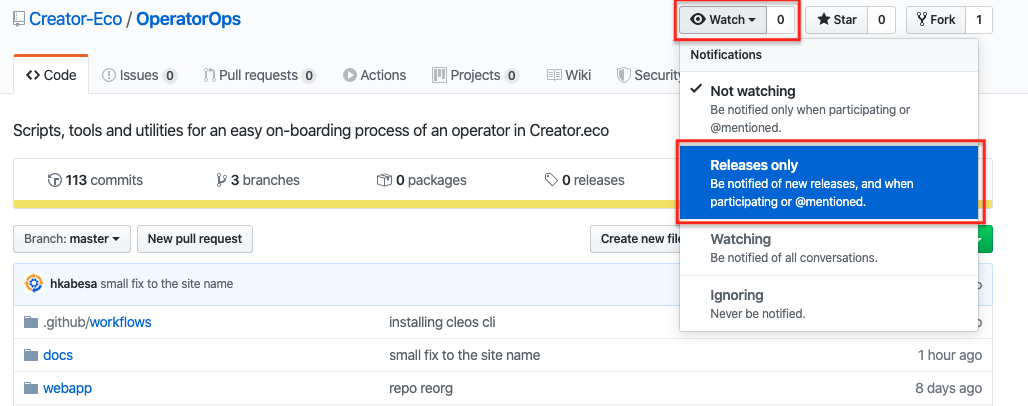 Creator-Eco / OperatorOps
Watch 0
Star 0
Fork 1
Code
Issues 0
Pull requests 0
Actions
Projects 0
Wiki
Security
Notifications
Not watching
Be notified only when participating or
@mentioned.
Releases only
Be notified of new releases, and when
participating or @mentioned.
Watching
Be notified of all conversations.
Ignoring
Never be notified.
Scripts, tools and utilities for an easy on-boarding process of an operator in Creator.eco
113 commits
3 branches
0 packages
0 releases
Branch: master
New pull request
Create new file
hkabesa small fix to the site name
.github/workflows
installing cleos cli
docs
small fix to the site name
1 hour ago
webapp
repo reorg
8 days ago